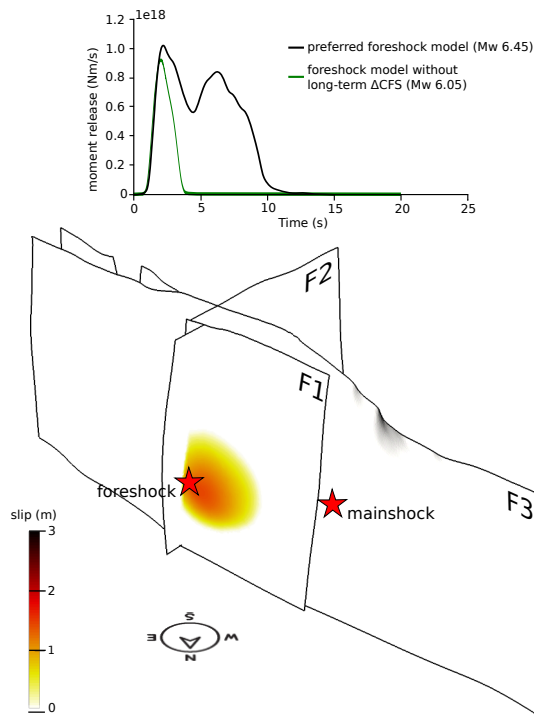 1e18
1.2
1.0
0.8
0.6
0.4
0.2
0
moment release (Nm/s)
preferred foreshock model (Mw 6.45)
foreshock model without
long-term ΔCFS (Mw 6.05)
0 5 10 15 20 25
Time (s)
F2
F1
F3
foreshock
mainshock
slip (m)
3
2
1
0
S
E W
N